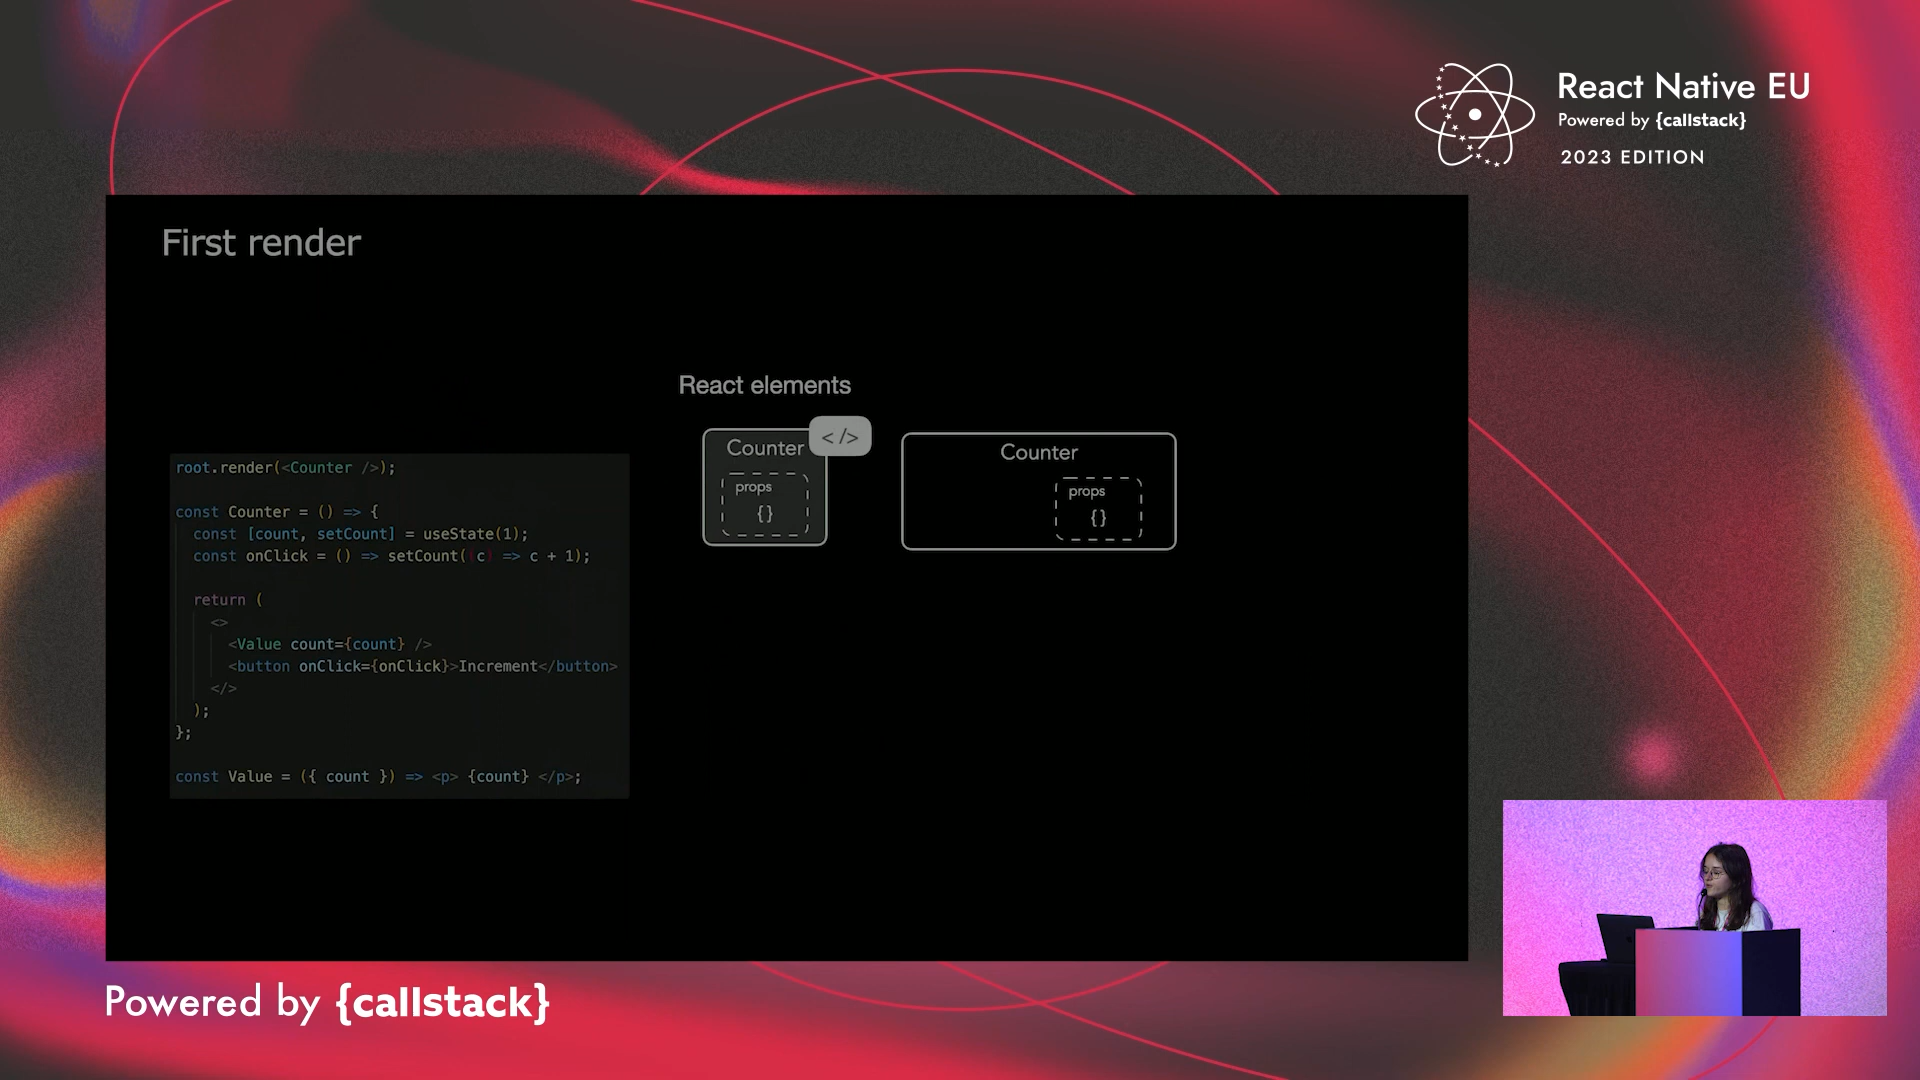 React Native EU
Powered by {callstack}
2023 EDITION
First render
root.render(<Counter />);
const Counter = () => {
const [count, setCount] = useState(1);
const onClick = () => setCount((c) => c + 1);
return (
<>
<Value count={count} />
<button onClick={onClick}>Increment</button>
</>
);
};
const Value = ({ count }) => <p> {count} </p>;
React elements
Counter
</>
props
{}
Counter
props
{}
Powered by {callstack}